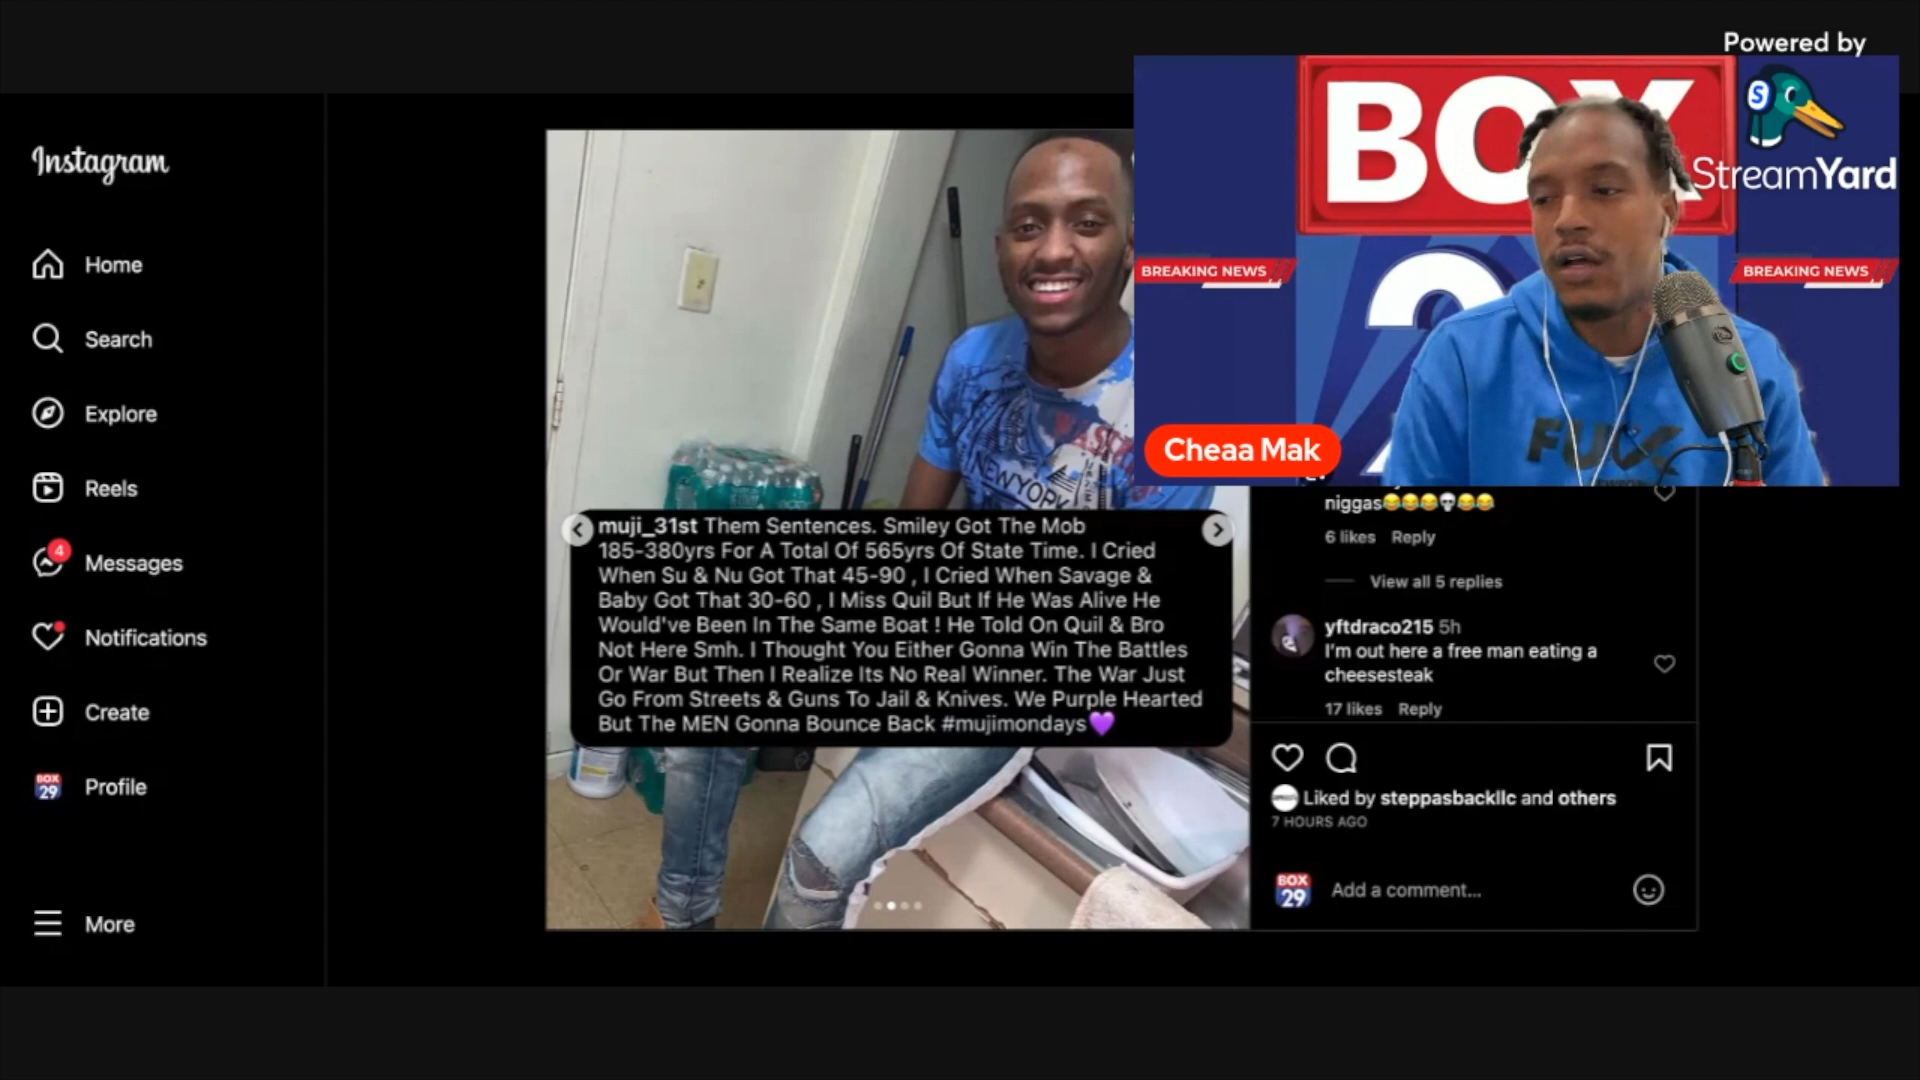 Powered by
StreamYard
BOX
2
BREAKING NEWS
BREAKING NEWS
Cheaa Mak
Instagram
Home
Search
Explore
Reels
4
Messages
Notifications
Create
BOX
29
Profile
More
NEWYORK
muji_31st Them Sentences. Smiley Got The Mob
185-380yrs For A Total Of 565yrs Of State Time. I Cried
When Su & Nu Got That 45-90 , I Cried When Savage &
Baby Got That 30-60 , I Miss Quil But If He Was Alive He
Would've Been In The Same Boat ! He Told On Quil & Bro
Not Here Smh. I Thought You Either Gonna Win The Battles
Or War But Then I Realize Its No Real Winner. The War Just
Go From Streets & Guns To Jail & Knives. We Purple Hearted
But The MEN Gonna Bounce Back #mujimondays💜
niggas😂😂😂💀😂😂
6 likes Reply
View all 5 replies
yftdraco215 5h
I'm out here a free man eating a
cheesesteak
17 likes Reply
Liked by steppasbackllc and others
7 HOURS AGO
BOX
29
Add a comment...